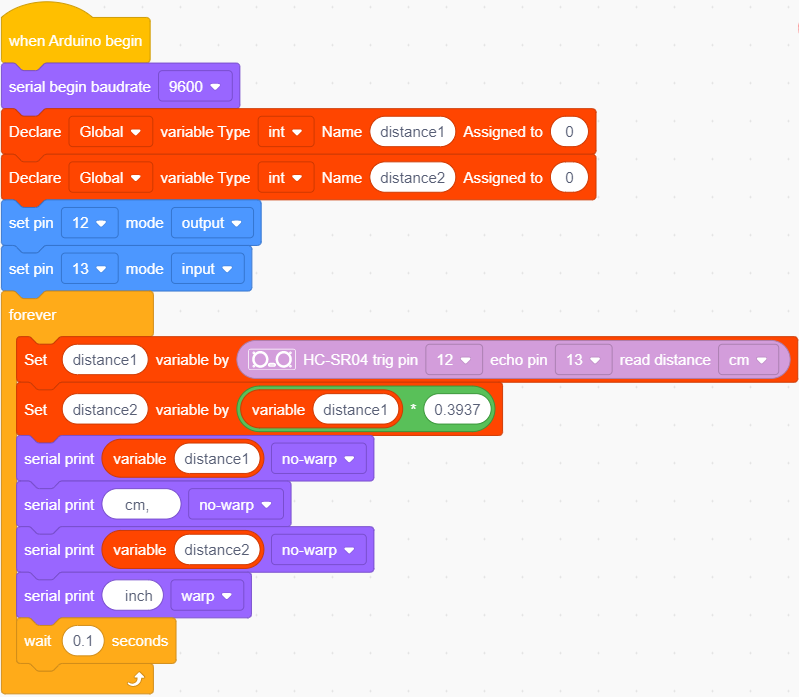 when Arduino begin
serial begin baudrate 9600
Declare Global variable Type int Name distance1 Assigned to 0
Declare Global variable Type int Name distance2 Assigned to 0
set pin 12 mode output
set pin 13 mode input
forever
Set distance1 variable by HC-SR04 trig pin 12 echo pin 13 read distance cm
Set distance2 variable by variable distance1 * 0.3937
serial print variable distance1 no-warp
serial print cm, no-warp
serial print variable distance2 no-warp
serial print inch warp
wait 0.1 seconds